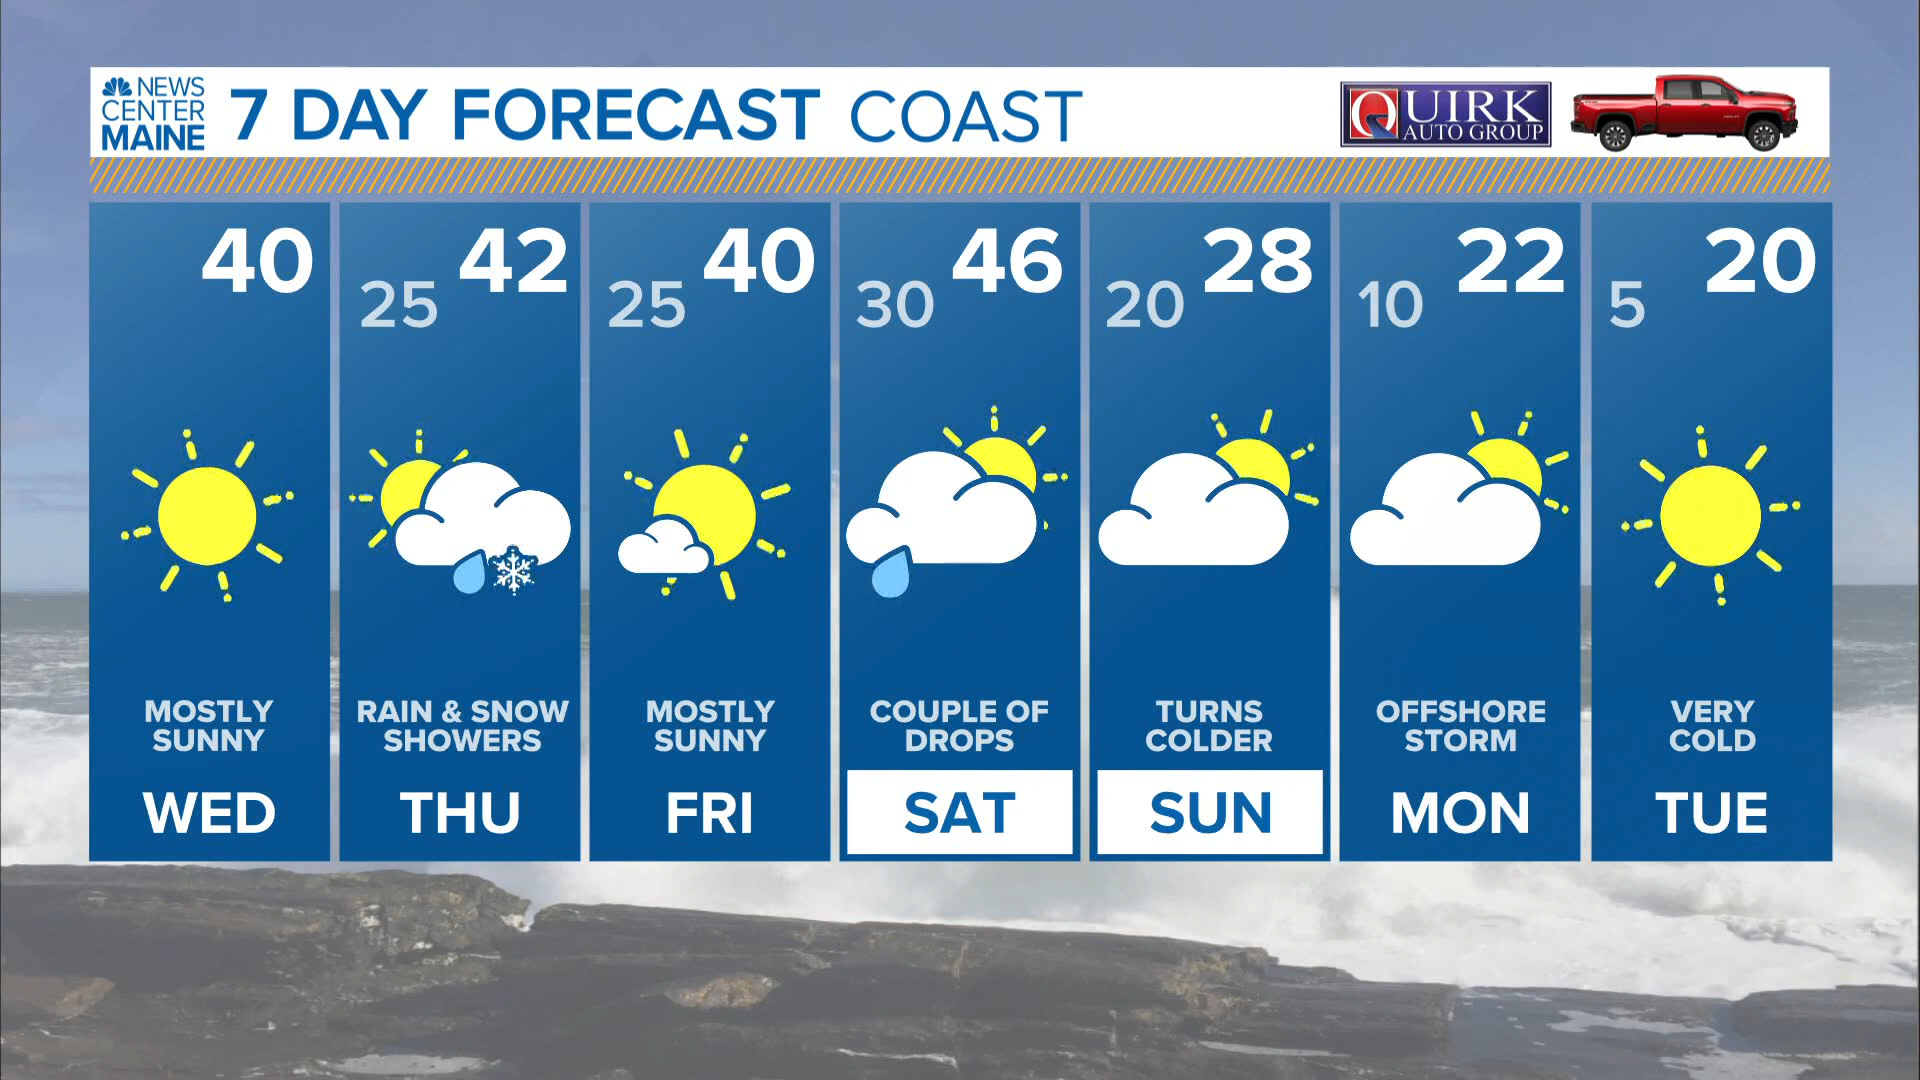 NEWS
CENTER
MAINE
7 DAY FORECAST COAST
QUIRK
AUTO GROUP
40
25 42
25 40
30 46
20 28
10 22
5 20
MOSTLY
SUNNY
RAIN & SNOW
SHOWERS
MOSTLY
SUNNY
COUPLE OF
DROPS
TURNS
COLDER
OFFSHORE
STORM
VERY
COLD
WED
THU
FRI
SAT
SUN
MON
TUE